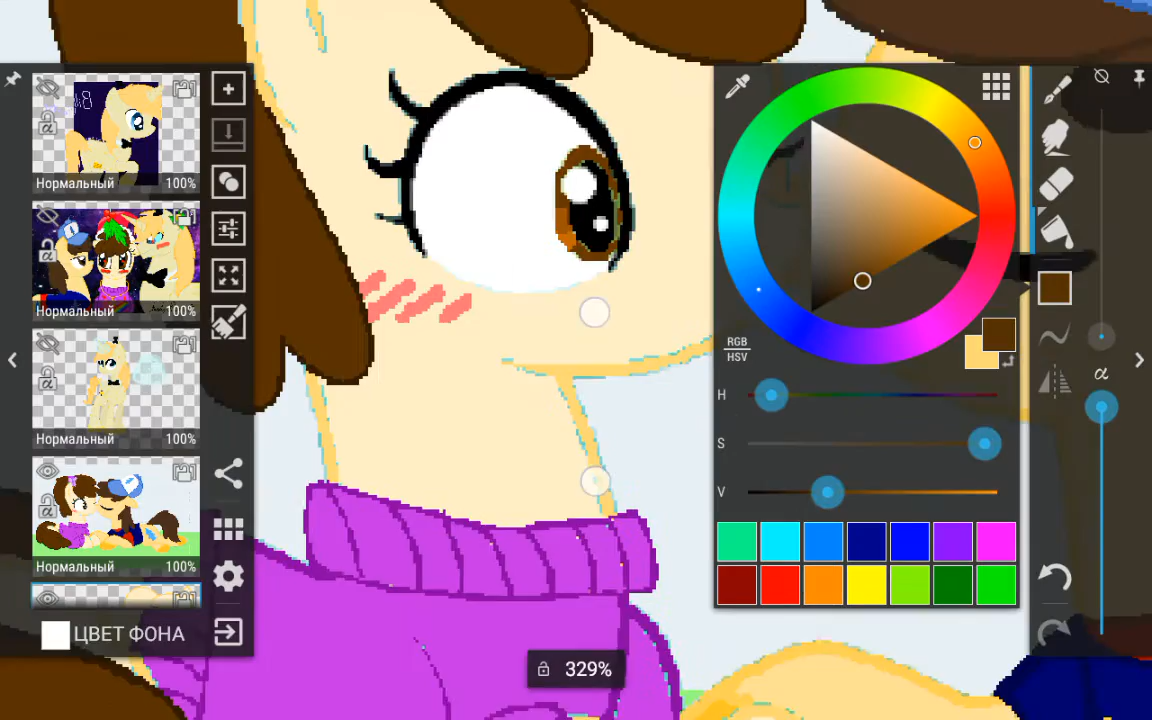 Нормальный 100%
Нормальный 100%
Нормальный 100%
Нормальный 100%
ЦВЕТ ФОНА
329%
RGB
HSV
H
S
V
α